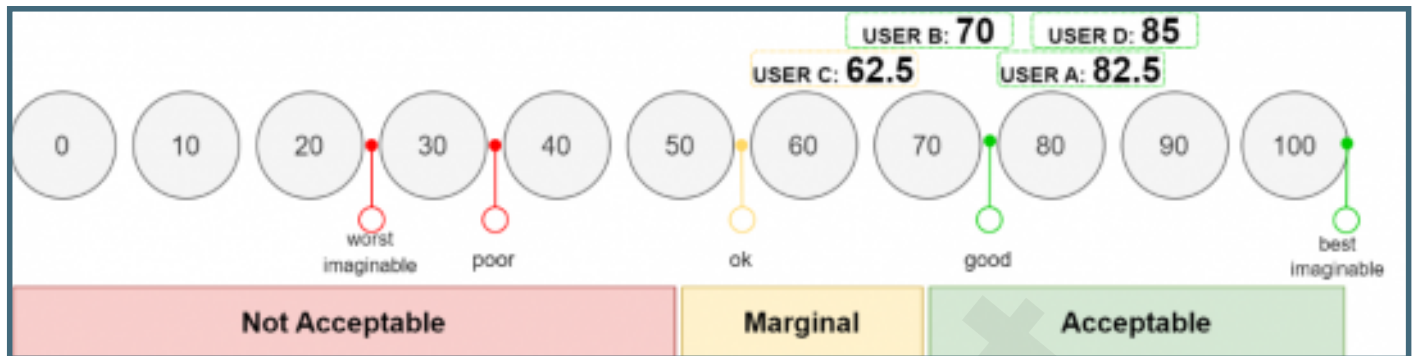 USER B: 70 USER D: 85
USER C: 62.5 USER A: 82.5
0 10 20 30 40 50 60 70 80 90 100
worst imaginable
poor
ok
good
best imaginable
Not Acceptable Marginal Acceptable